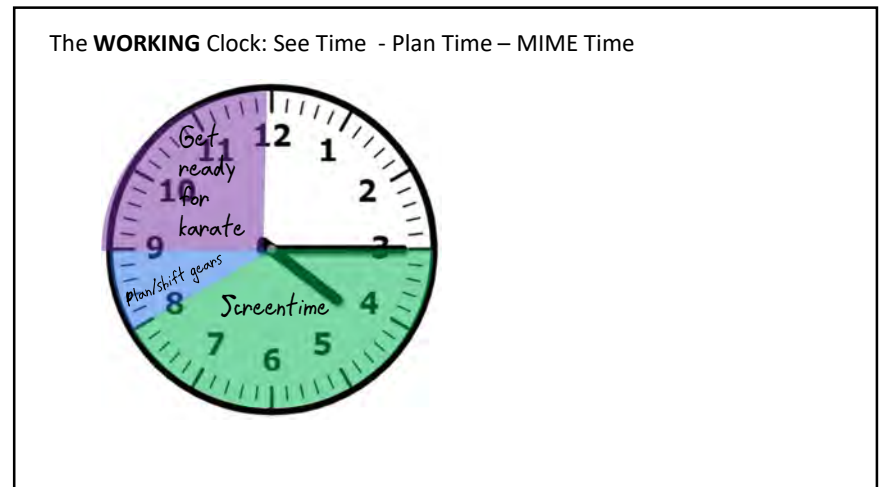 The WORKING Clock: See Time - Plan Time – MIME Time
12
1
2
3
4
5
6
7
8
9
10
11
Get
ready
for
karate
Plan/shift gears
Screentime